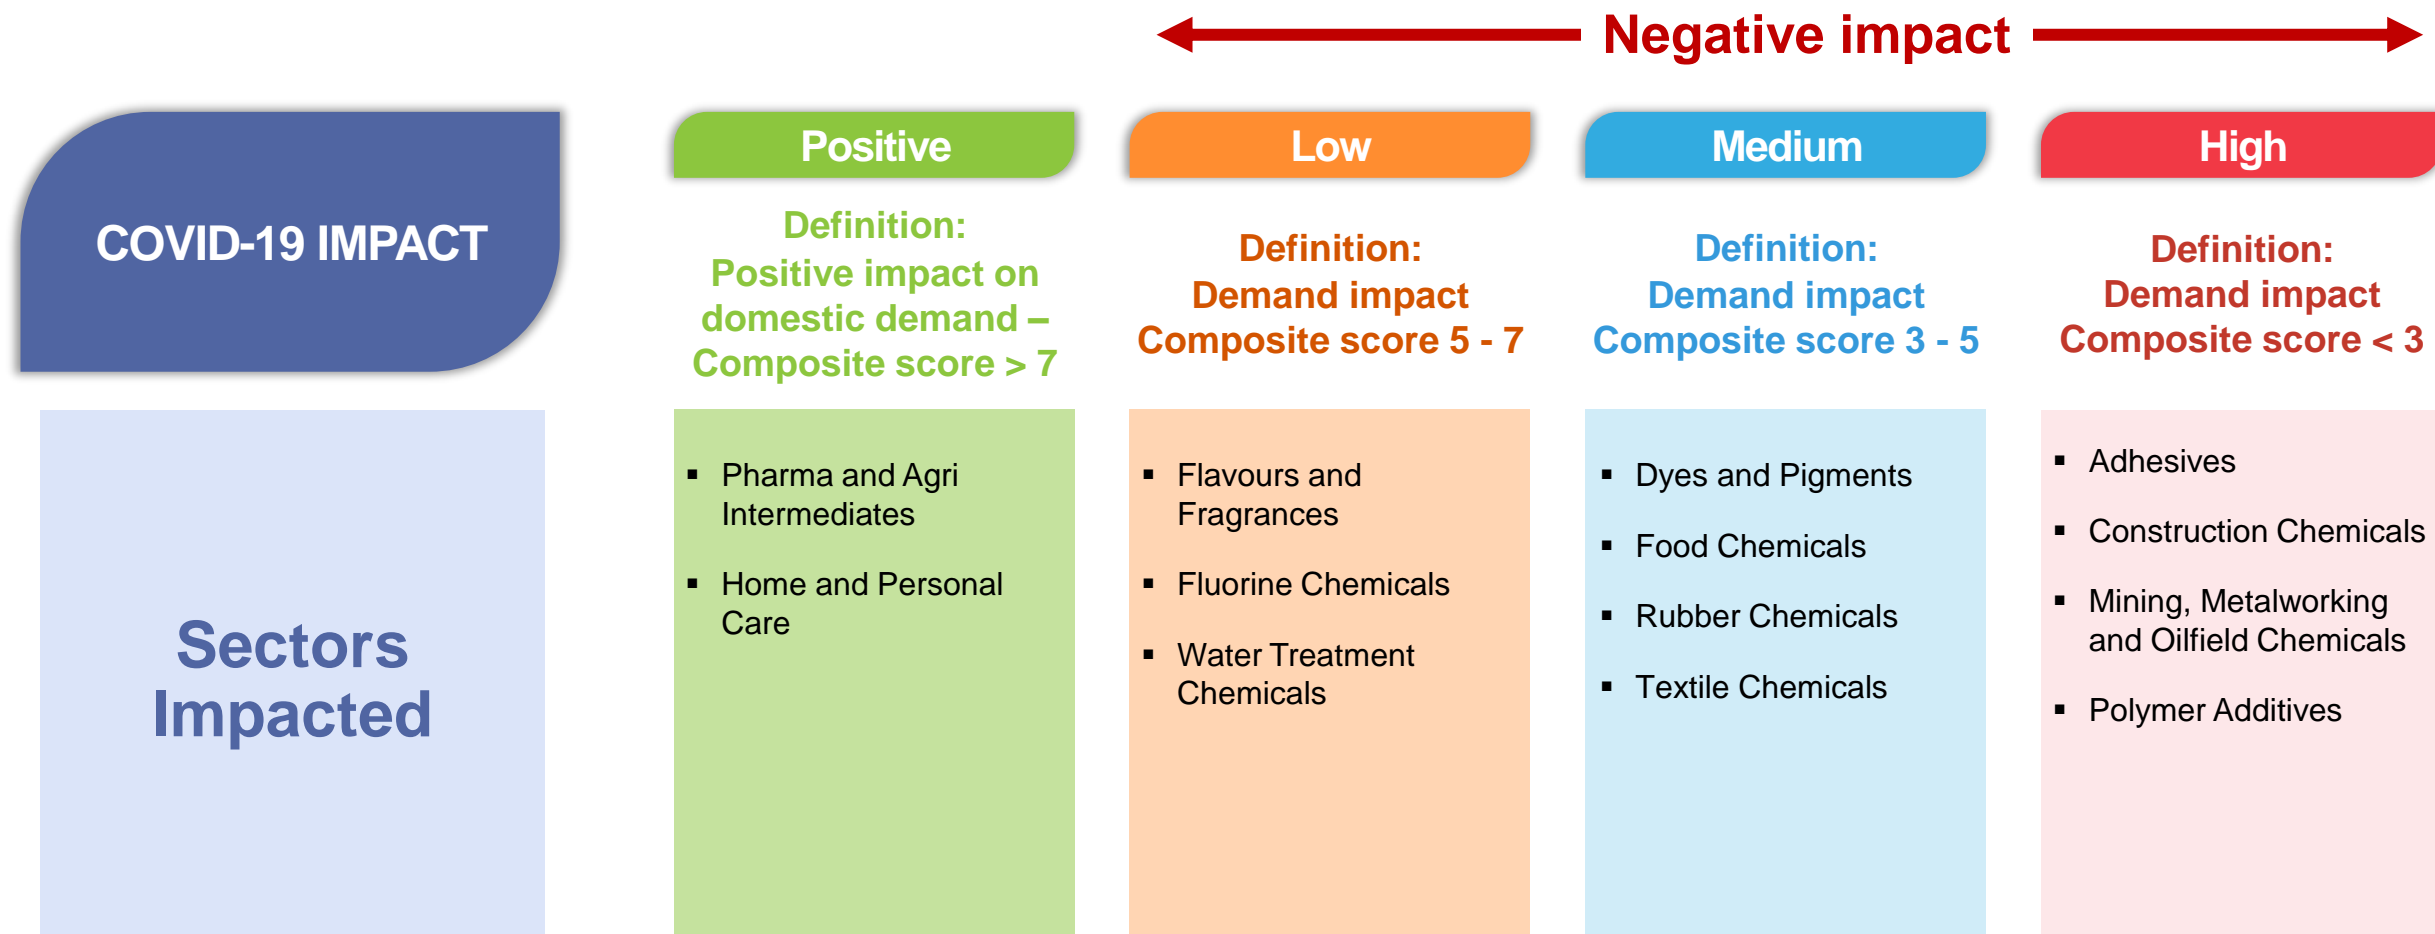 Negative impact
COVID-19 IMPACT
Positive
Definition:
Positive impact on
domestic demand –
Composite score > 7
Low
Definition:
Demand impact
Composite score 5 - 7
Medium
Definition:
Demand impact
Composite score 3 - 5
High
Definition:
Demand impact
Composite score < 3
Sectors
Impacted
▪ Pharma and Agri
Intermediates
▪ Home and Personal
Care
▪ Flavours and
Fragrances
▪ Fluorine Chemicals
▪ Water Treatment
Chemicals
▪ Dyes and Pigments
▪ Food Chemicals
▪ Rubber Chemicals
▪ Textile Chemicals
▪ Adhesives
▪ Construction Chemicals
▪ Mining, Metalworking
and Oilfield Chemicals
▪ Polymer Additives